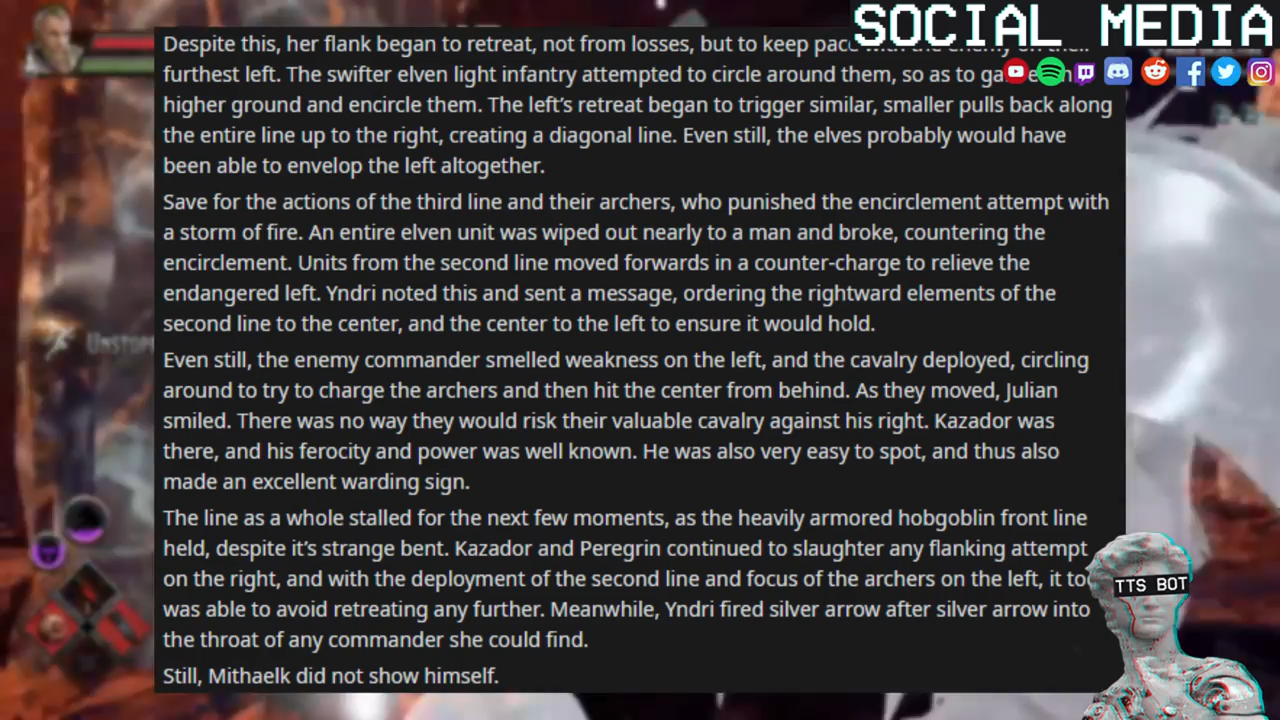 SOCIAL MEDIA
Despite this, her flank began to retreat, not from losses, but to keep pace with the enemy on their
furthest left. The swifter elven light infantry attempted to circle around them, so as to
higher ground and encircle them. The left's retreat began to trigger similar, smaller pulls back along
the entire line up to the right, creating a diagonal line. Even still, the elves probably would have
been able to envelop the left altogether.
Save for the actions of the third line and their archers, who punished the encirclement attempt with
a storm of fire. An entire elven unit was wiped out nearly to a man and broke, countering the
encirclement. Units from the second line moved forwards in a counter-charge to relieve the
endangered left. Yndri noted this and sent a message, ordering the rightward elements of the
second line to the center, and the center to the left to ensure it would hold.
Even still, the enemy commander smelled weakness on the left, and the cavalry deployed, circling
around to try to charge the archers and then hit the center from behind. As they moved, Julian
smiled. There was no way they would risk their valuable cavalry against his right. Kazador was
there, and his ferocity and power was well known. He was also very easy to spot, and thus also
made an excellent warding sign.
The line as a whole stalled for the next few moments, as the heavily armored hobgoblin front line
held, despite it's strange bent. Kazador and Peregrin continued to slaughter any flanking attempt
on the right, and with the deployment of the second line and focus of the archers on the left, it too
was able to avoid retreating any further. Meanwhile, Yndri fired silver arrow after silver arrow into
the throat of any commander she could find.
Still, Mithaelk did not show himself.
TTS BOT